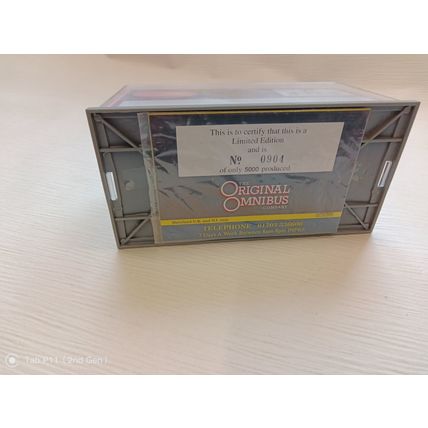 This is to certify that this is a
Limited Edition
and is
Nº 0904
of only 5000 produced
THE
ORIGINAL
OMNIBUS
COMPANY
TELEPHONE
Tab P11 (2nd Gen)